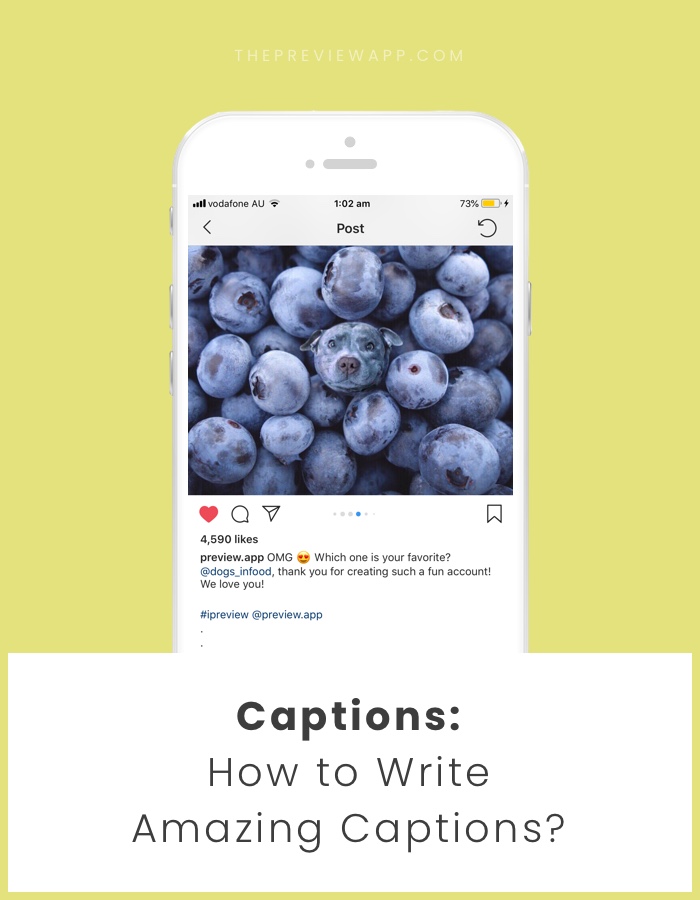 THEPREVIEWAPP.COM
vodafone AU 1:02 am 73%
Post
4,590 likes
preview.app OMG 😍 Which one is your favorite?
@dogs_infood, thank you for creating such a fun account!
We love you!
#ipreview @preview.app
.
.
Captions:
How to Write
Amazing Captions?